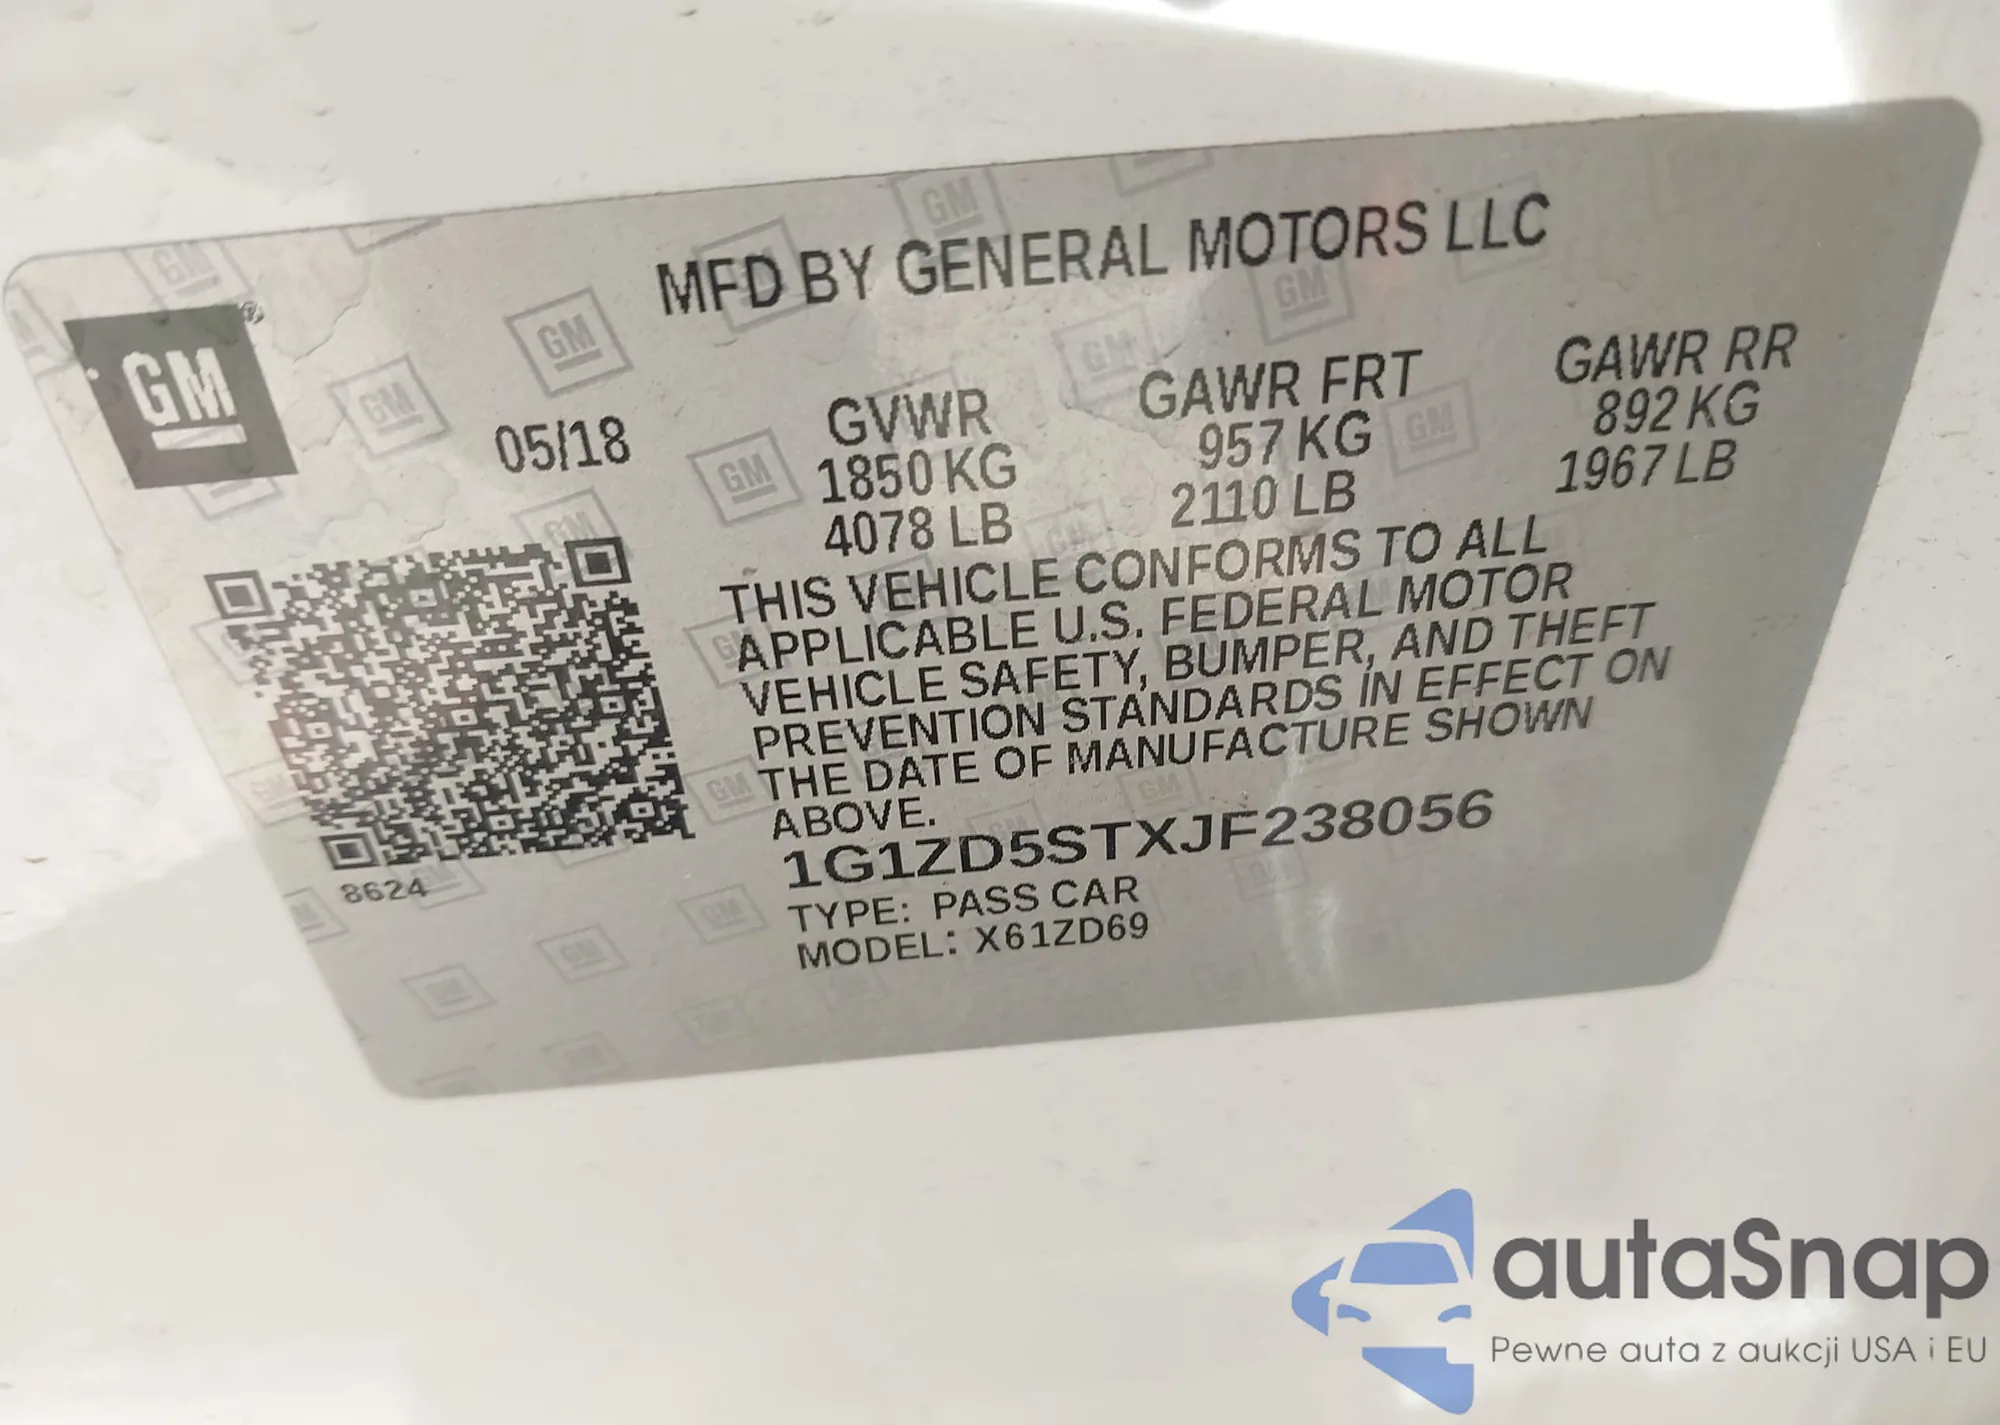 MFD BY GENERAL MOTORS LLC
GM
05/18
GVWR
1850 KG
4078 LB
GAWR FRT
957 KG
2110 LB
GAWR RR
892 KG
1967 LB
THIS VEHICLE CONFORMS TO ALL
APPLICABLE U.S. FEDERAL MOTOR
VEHICLE SAFETY, BUMPER, AND THEFT
PREVENTION STANDARDS IN EFFECT ON
THE DATE OF MANUFACTURE SHOWN
ABOVE.
1G1ZD5STXJF238056
TYPE: PASS CAR
MODEL: X61ZD69
8624
autaSnap
Pewne auta z aukcji USA i EU